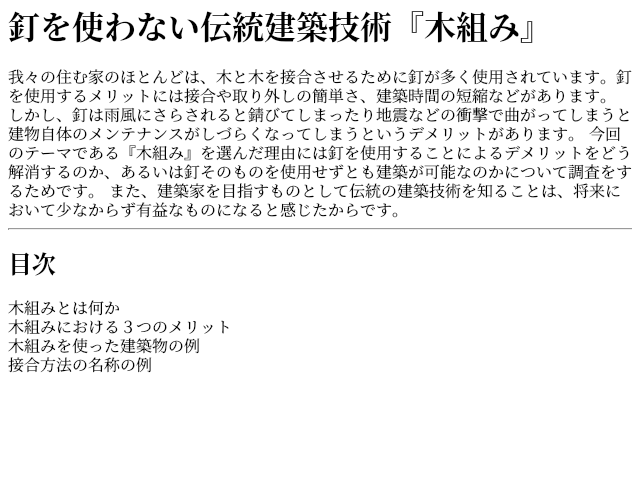 釘を使わない伝統建築技術『木組み』
我々の住む家のほとんどは、木と木を接合させるために釘が多く使用されています。釘
を使用するメリットには接合や取り外しの簡単さ、建築時間の短縮などがあります。
しかし、釘は雨風にさらされると錆びてしまったり地震などの衝撃で曲がってしまうと
建物自体のメンテナンスがしづらくなってしまうというデメリットがあります。 今回
のテーマである『木組み』を選んだ理由には釘を使用することによるデメリットをどう
解消するのか、あるいは釘そのものを使用せずとも建築が可能なのかについて調査をす
るためです。 また、建築家を目指すものとして伝統の建築技術を知ることは、将来に
おいて少なからず有益なものになると感じたからです。
目次
木組みとは何か
木組みにおける３つのメリット
木組みを使った建築物の例
接合方法の名称の例